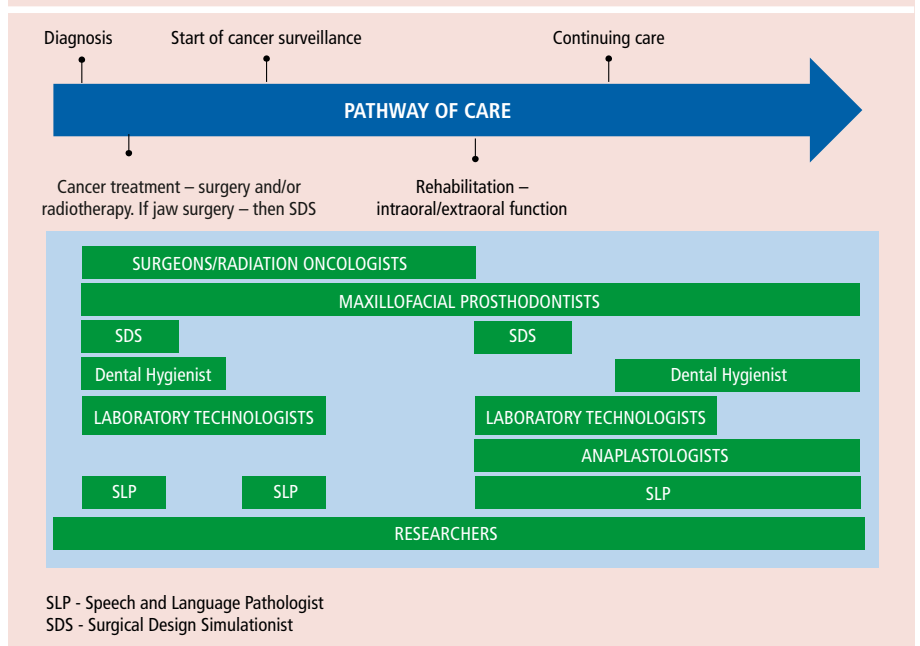 Diagnosis
Start of cancer surveillance
Continuing care
PATHWAY OF CARE
Cancer treatment – surgery and/or
radiotherapy. If jaw surgery – then SDS
Rehabilitation –
intraoral/extraoral function
SURGEONS/RADIATION ONCOLOGISTS
MAXILLOFACIAL PROSTHODONTISTS
SDS
SDS
Dental Hygienist
Dental Hygienist
LABORATORY TECHNOLOGISTS
LABORATORY TECHNOLOGISTS
ANAPLASTOLOGISTS
SLP
SLP
SLP
RESEARCHERS
SLP - Speech and Language Pathologist
SDS - Surgical Design Simulationist